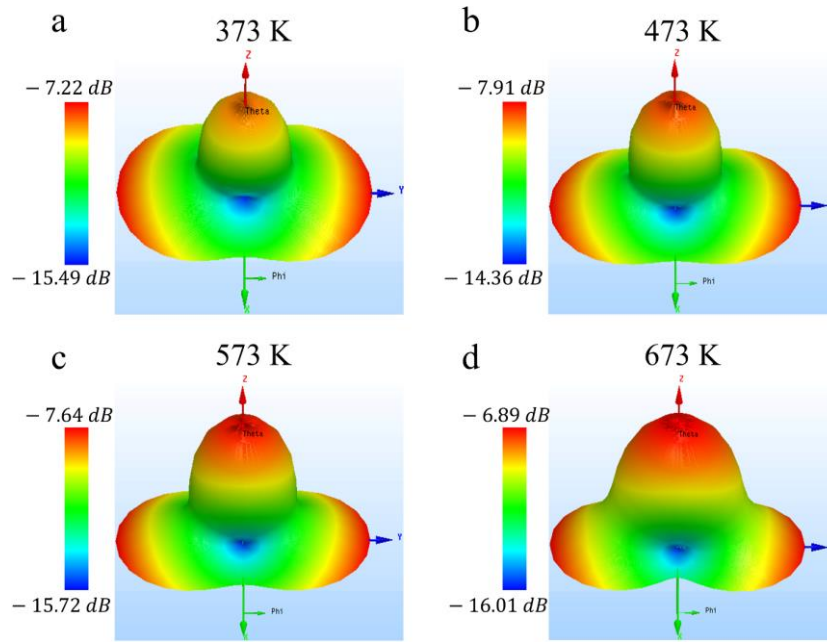 a
373 K
− 7.22 dB
− 15.49 dB
Z
Theta
Y
Phi
X
b
473 K
− 7.91 dB
− 14.36 dB
Z
Theta
Phi
X
c
573 K
− 7.64 dB
− 15.72 dB
Z
Theta
Y
Phi
X
d
673 K
− 6.89 dB
− 16.01 dB
Z
Theta
Phi
X